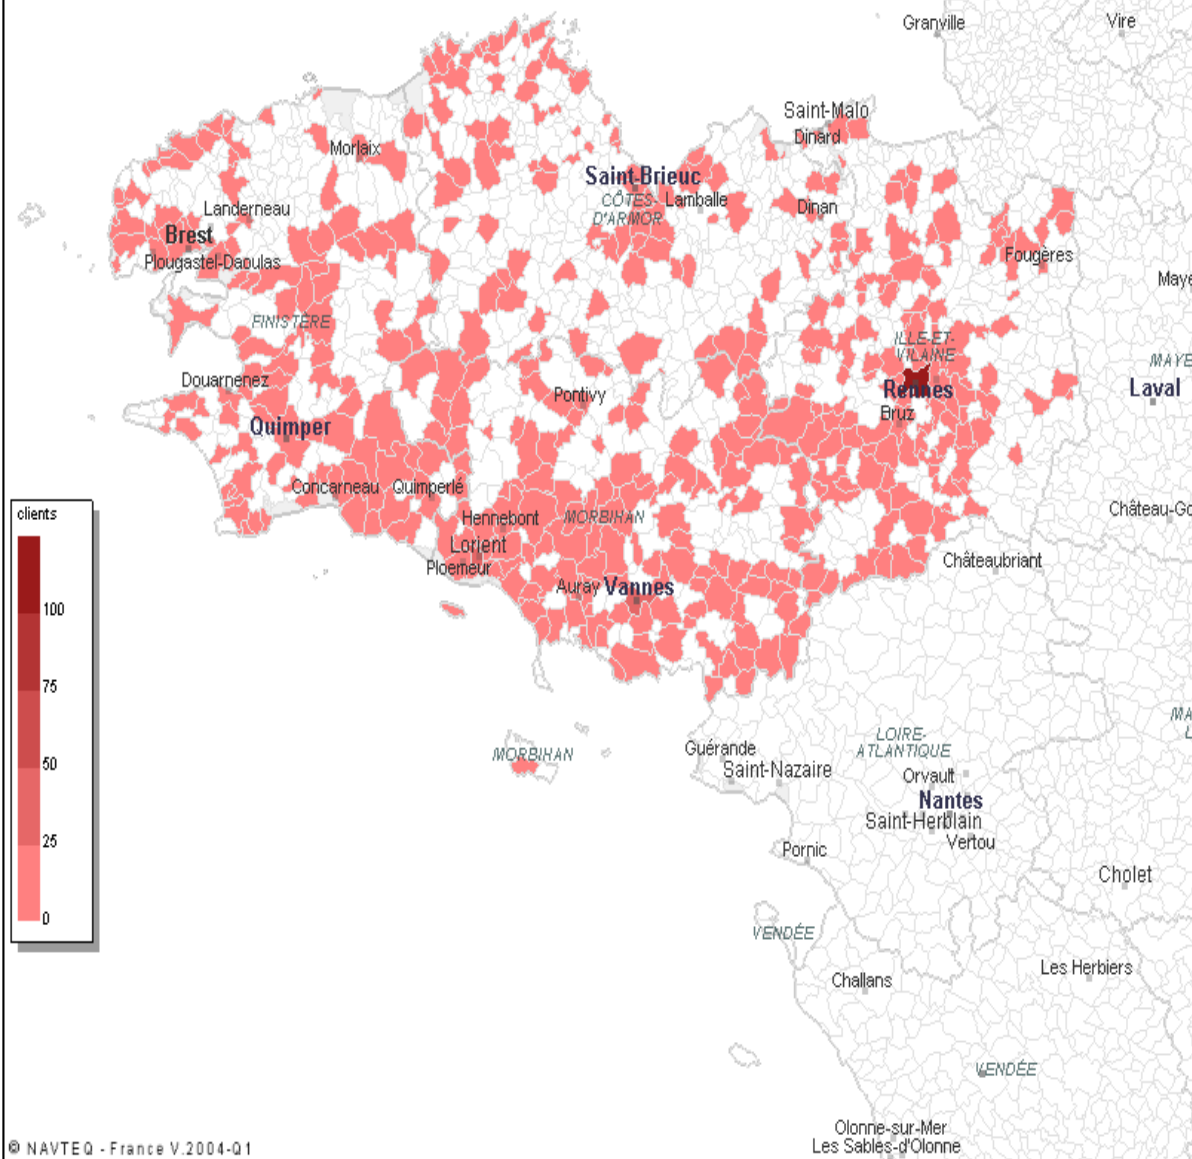 Granville
Vire
Saint-Malo
Dinard
Morlaix
Saint-Brieuc
CÔTES-
D'ARMOR
Lamballe
Landerneau
Dinan
Brest
Plougastel-Daoulas
Fougères
Maye
FINISTÈRE
ILLE-ET-
VILAINE
MAYE
Douarnenez
Pontivy
Rennes
Laval
Bruz
Quimper
Concarneau
Quimperlé
Hennebont
MORBIHAN
Château-Go
Lorient
Ploemeur
Châteaubriant
Auray
Vannes
clients
100
75
50
25
0
MA
L
LOIRE-
ATLANTIQUE
MORBIHAN
Guérande
Saint-Nazaire
Orvault
Nantes
Saint-Herblain
Vertou
Pornic
Cholet
VENDÉE
Les Herbiers
Challans
VENDÉE
Olonne-sur-Mer
Les Sables-d'Olonne
© NAVTEQ - France V.2004-Q1